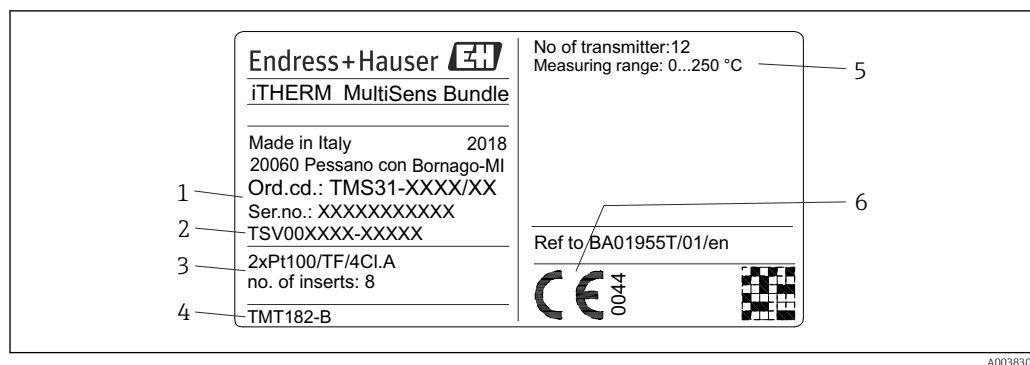 Endress+Hauser EH
iTHERM MultiSens Bundle
Made in Italy 2018
20060 Pessano con Bornago-MI
Ord.cd.: TMS31-XXXX/XX
Ser.no.: XXXXXXXXXXX
TSV00XXXX-XXXXX
2xPt100/TF/4Cl.A
no. of inserts: 8
TMT182-B
1
2
3
4
No of transmitter:12
Measuring range: 0...250 °C
5
6
Ref to BA01955T/01/en
CE
0044
A003830